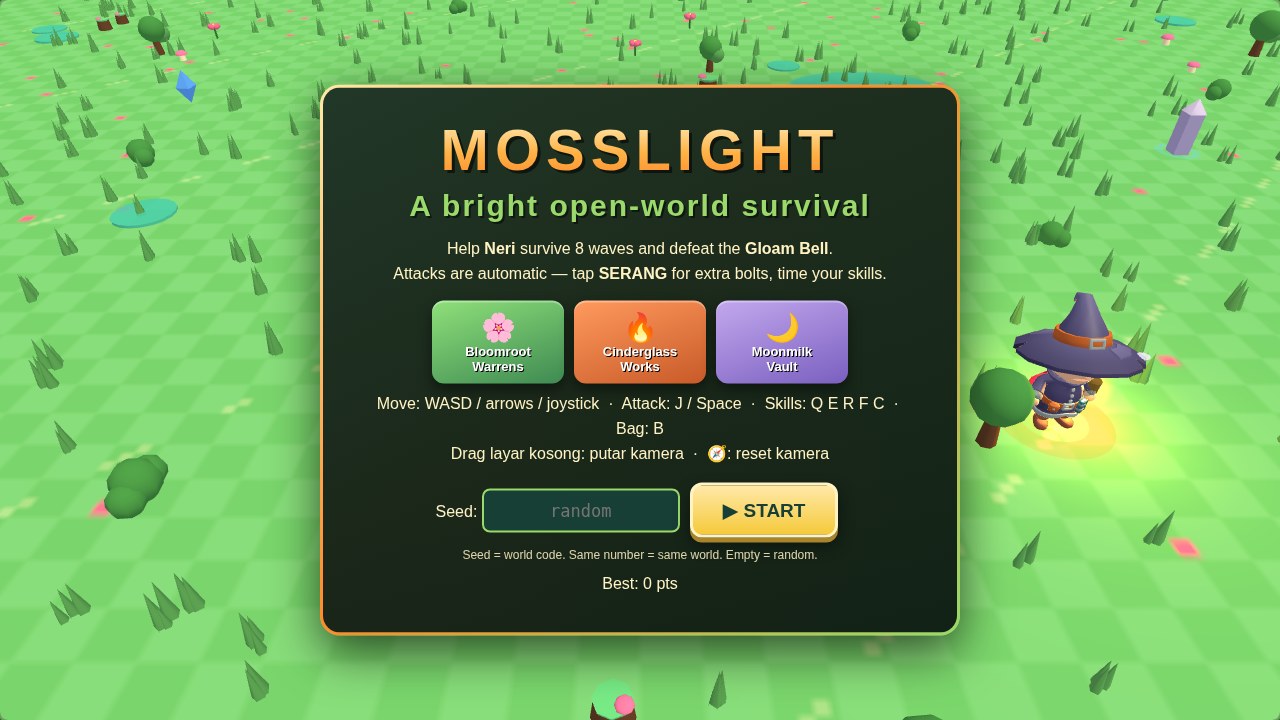 MOSSLIGHT
A bright open-world survival
Help Neri survive 8 waves and defeat the Gloam Bell.
Attacks are automatic — tap SERANG for extra bolts, time your skills.
Bloomroot
Warrens
Cinderglass
Works
Moonmilk
Vault
Move: WASD / arrows / joystick · Attack: J / Space · Skills: Q E R F C ·
Bag: B
Drag layar kosong: putar kamera · 🧭: reset kamera
Seed: random ▶ START
Seed = world code. Same number = same world. Empty = random.
Best: 0 pts